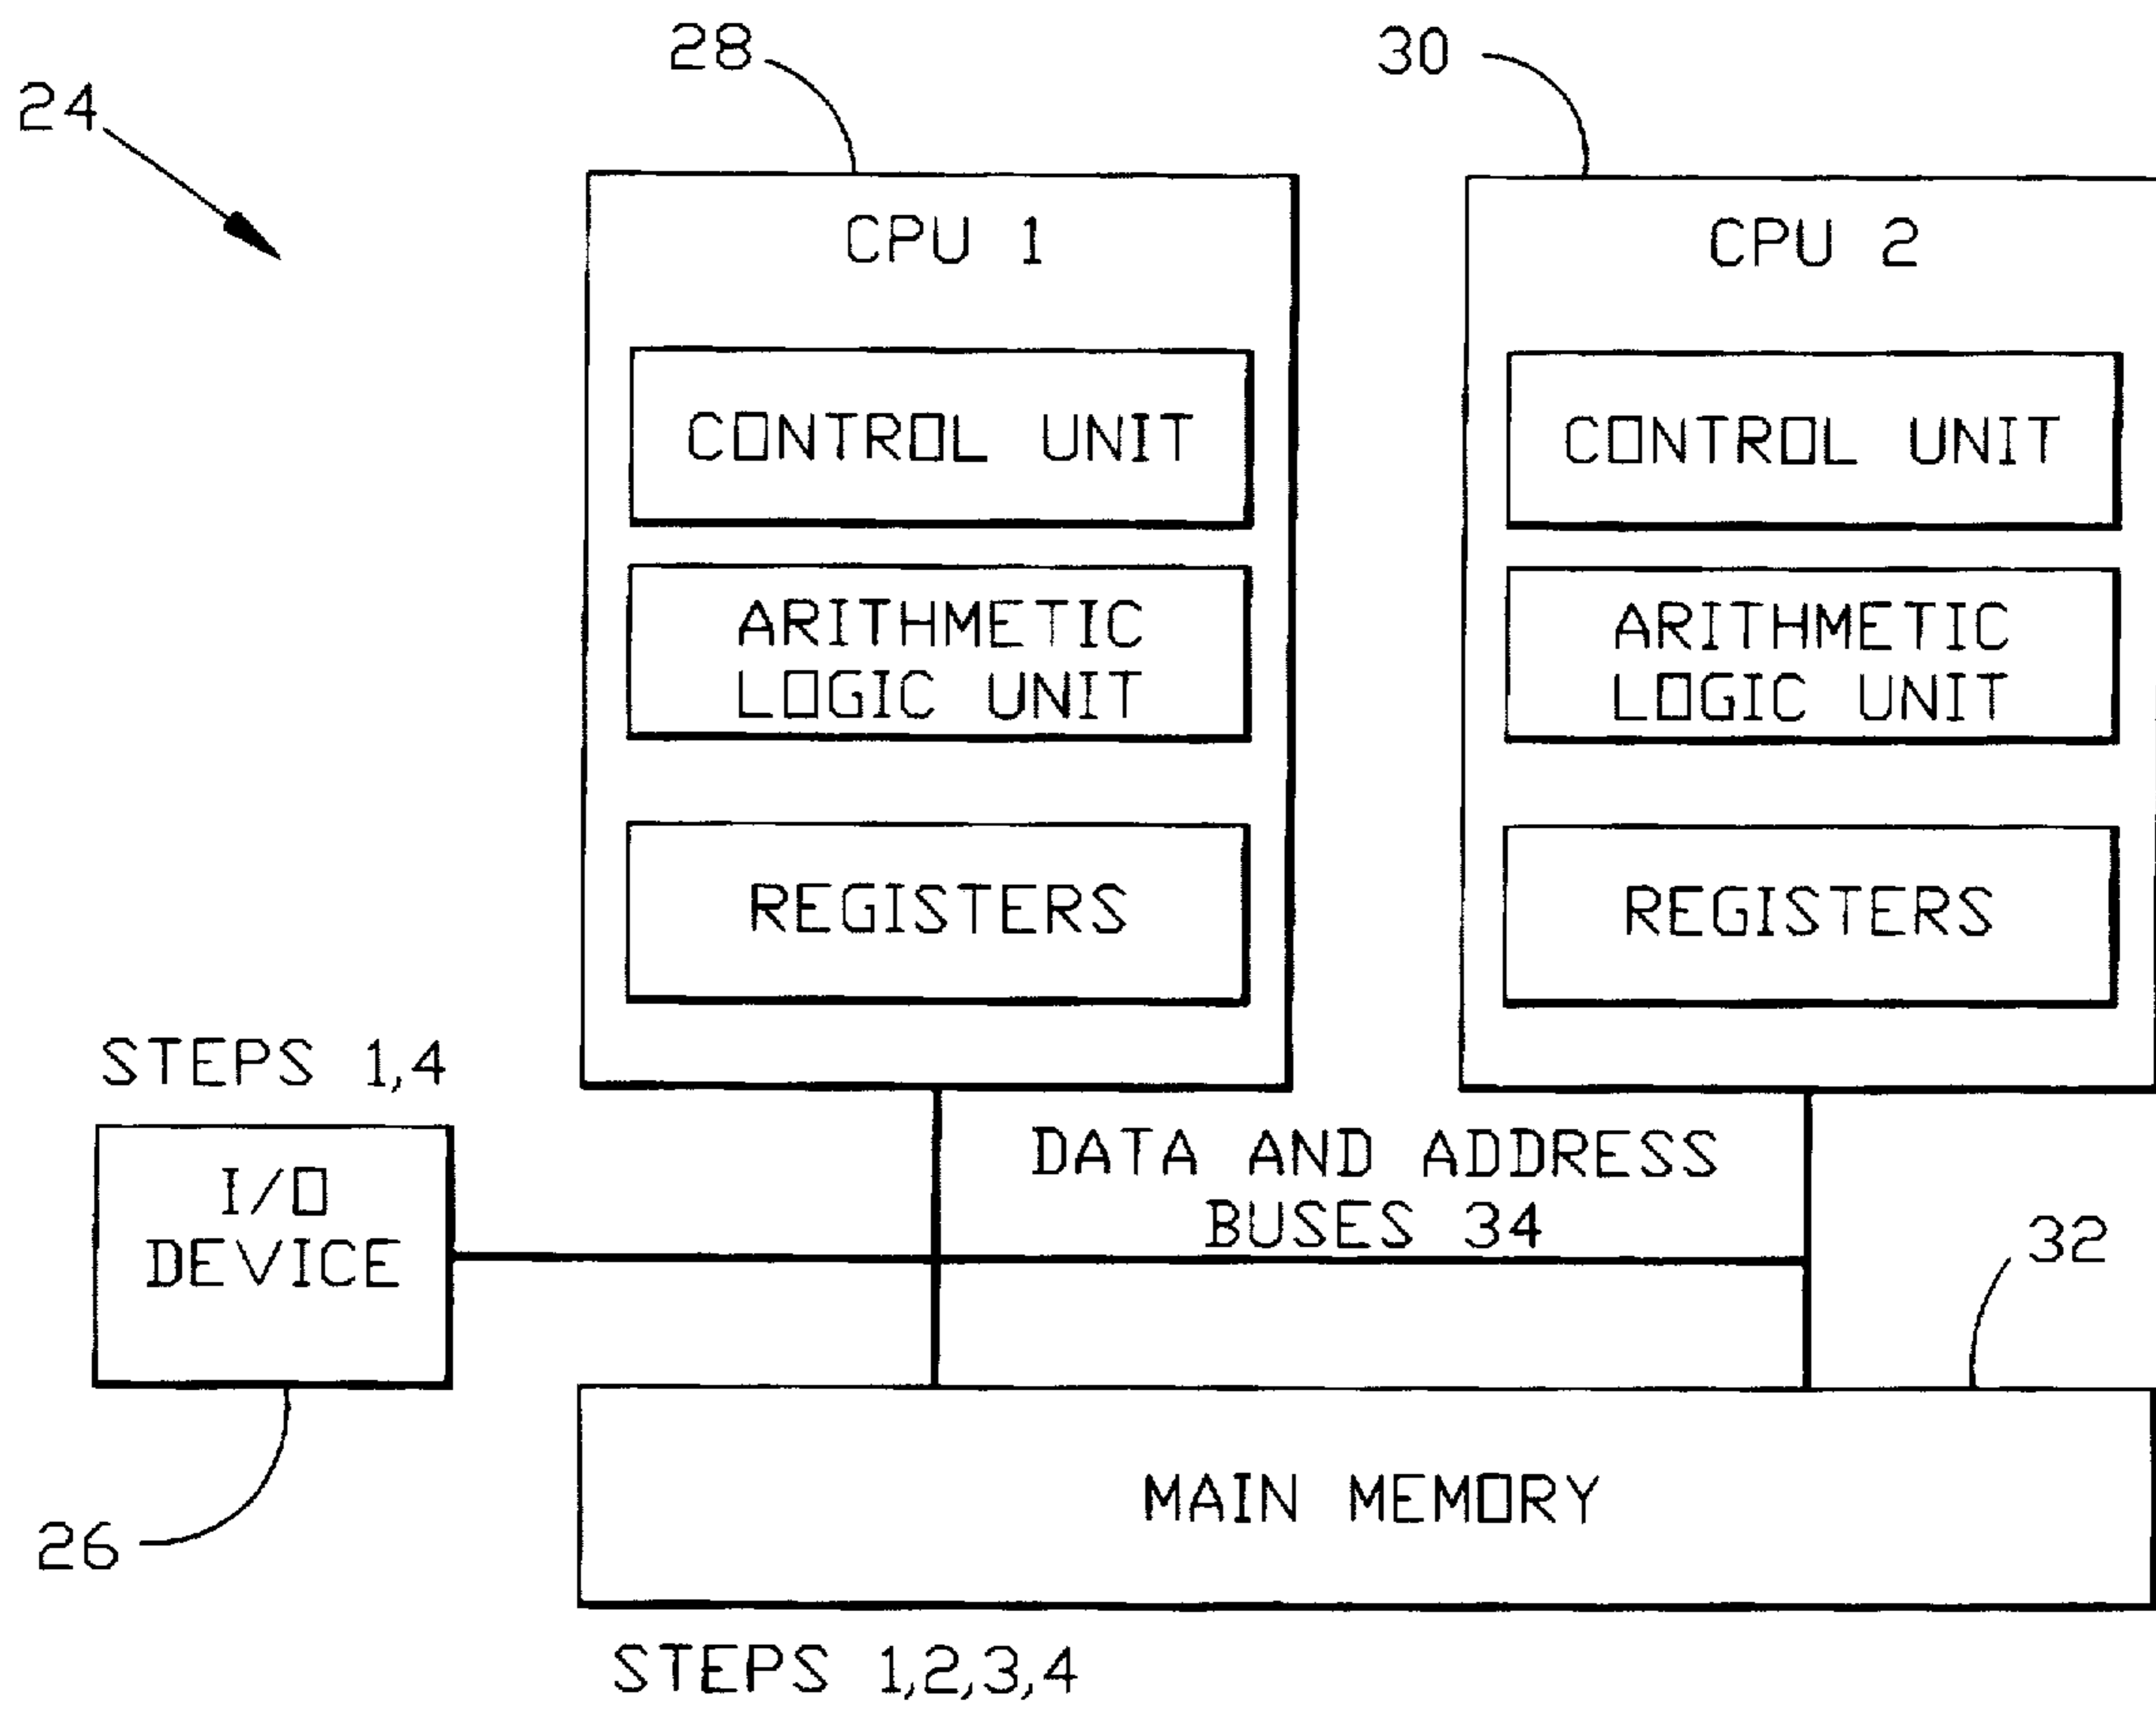 28
30
24
CPU 1
CPU 2
CONTROL UNIT
CONTROL UNIT
ARITHMETIC
LOGIC UNIT
ARITHMETIC
LOGIC UNIT
REGISTERS
REGISTERS
STEPS 1,4
I/O
DEVICE
DATA AND ADDRESS
BUSES 34
32
26
MAIN MEMORY
STEPS 1,2,3,4